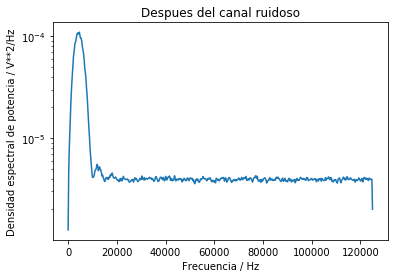 Despues del canal ruidoso
Densidad espectral de potencia / V**2/Hz
10⁻⁴
10⁻⁵
0 20000 40000 60000 80000 100000 120000
Frecuencia / Hz